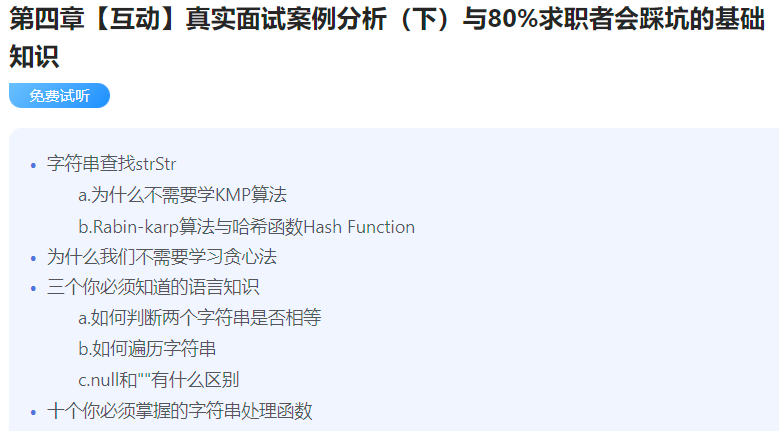 第四章【互动】真实面试案例分析（下）与80%求职者会踩坑的基础
知识
免费试听
• 字符串查找strStr
a.为什么不需要学KMP算法
b.Rabin-karp算法与哈希函数Hash Function
• 为什么我们不需要学习贪心法
• 三个你必须知道的语言知识
a.如何判断两个字符串是否相等
b.如何遍历字符串
c.null和""有什么区别
• 十个你必须掌握的字符串处理函数